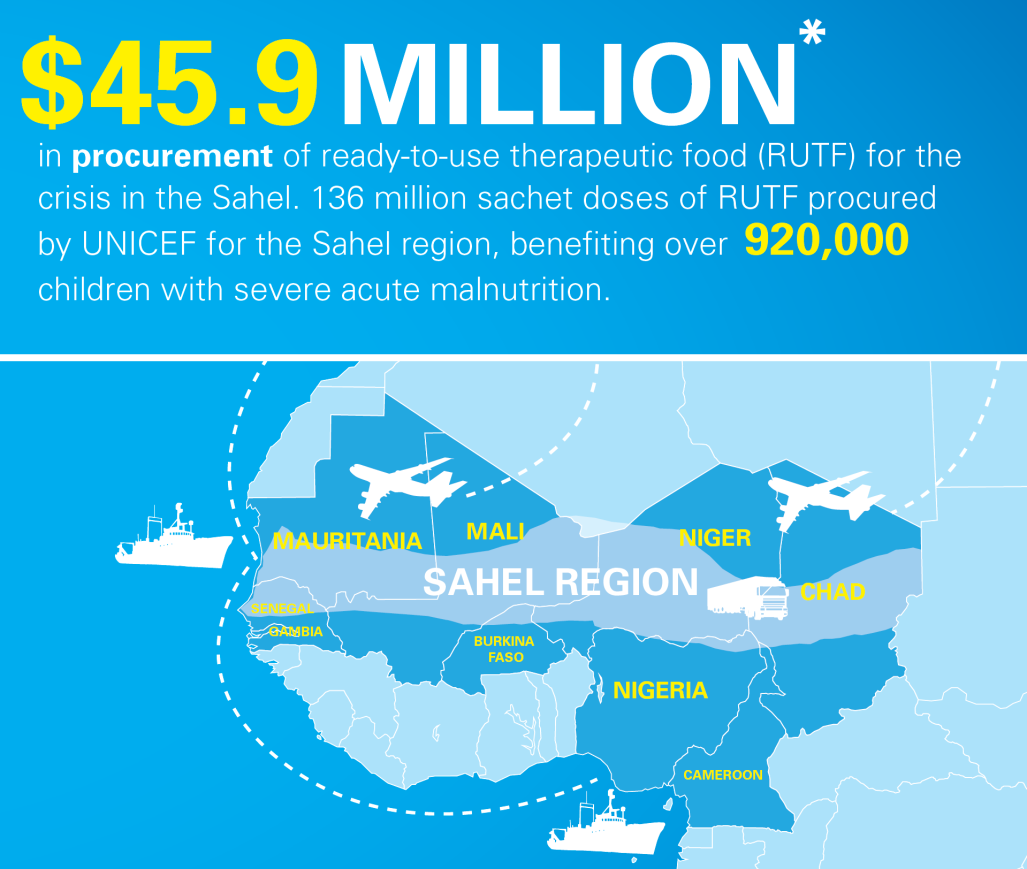 $45.9 MILLION*
in procurement of ready-to-use therapeutic food (RUTF) for the
crisis in the Sahel. 136 million sachet doses of RUTF procured
by UNICEF for the Sahel region, benefiting over 920,000
children with severe acute malnutrition.
MALI
NIGER
MAURITANIA
SAHEL REGION
CHAD
SENEGAL
GAMBIA
BURKINA
FASO
NIGERIA
CAMEROON